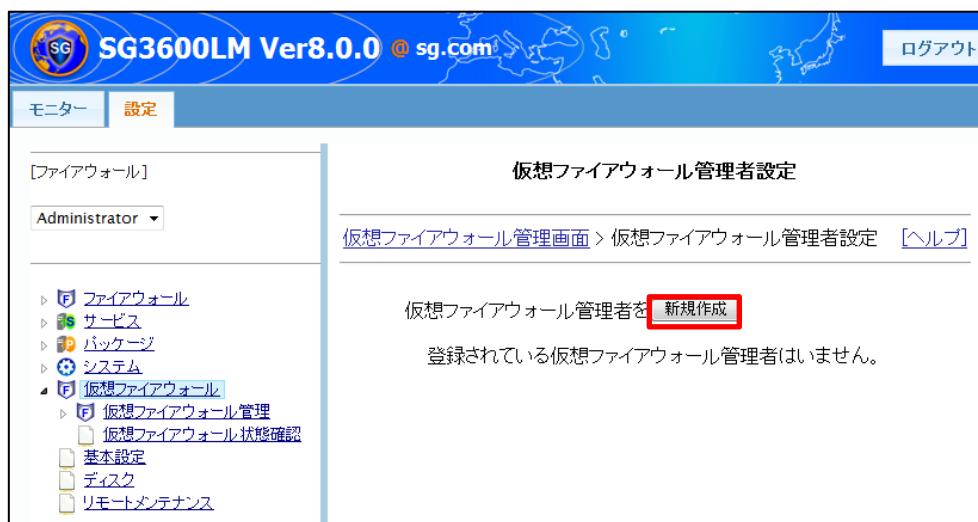 SG SG3600LM Ver8.0.0 @ sg.com ログアウト
モニター 設定
[ファイアウォール]
Administrator
ファイアウォール
サービス
パッケージ
システム
仮想ファイアウォール
仮想ファイアウォール管理
仮想ファイアウォール状態確認
基本設定
ディスク
リモートメンテナンス
仮想ファイアウォール管理者設定
仮想ファイアウォール管理画面 > 仮想ファイアウォール管理者設定 [ヘルプ]
仮想ファイアウォール管理者を 新規作成
登録されている仮想ファイアウォール管理者はいません。